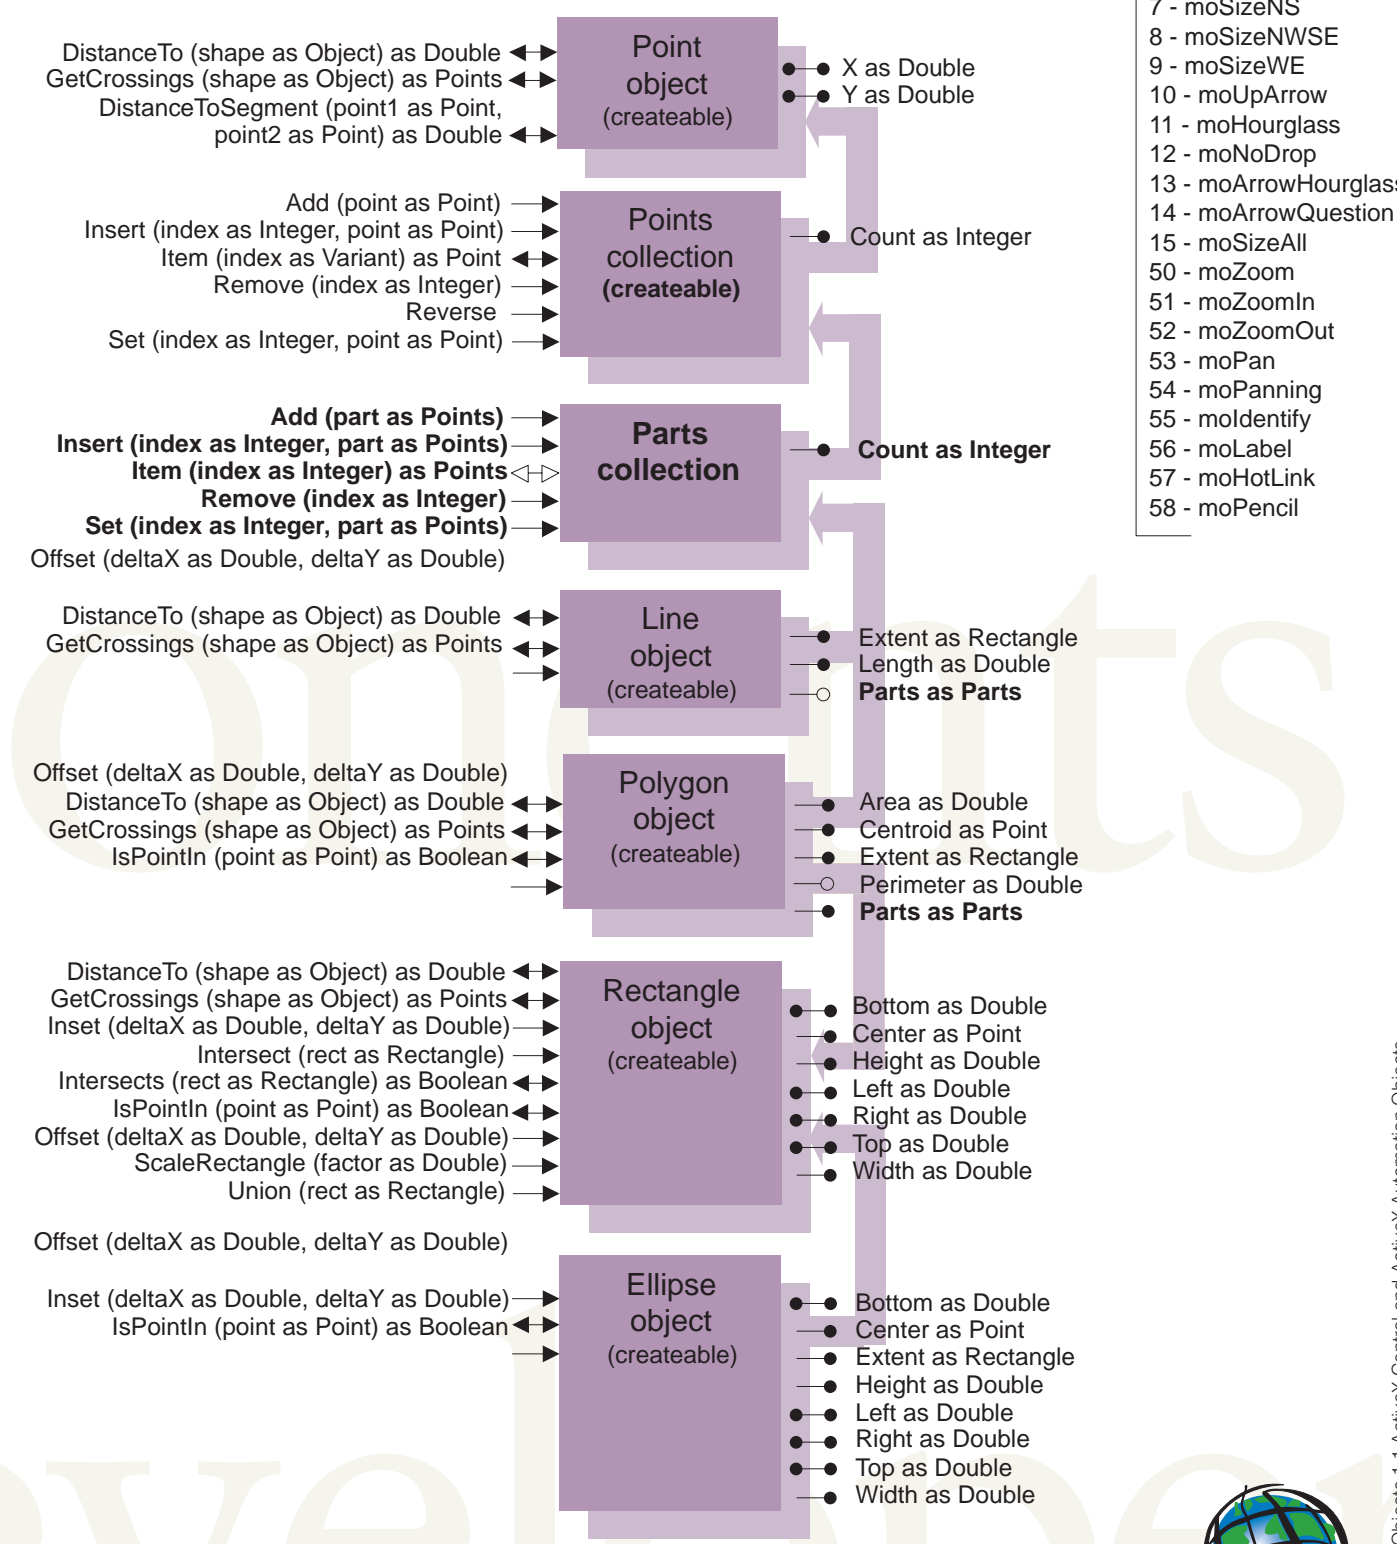 DistanceTo (shape as Object) as Double
GetCrossings (shape as Object) as Points
DistanceToSegment (point1 as Point,
point2 as Point) as Double
Point
object
(createable)
X as Double
Y as Double
Add (point as Point)
Insert (index as Integer, point as Point)
Item (index as Variant) as Point
Remove (index as Integer)
Reverse
Set (index as Integer, point as Point)
Points
collection
(createable)
Count as Integer
Add (part as Points)
Insert (index as Integer, part as Points)
Item (index as Integer) as Points
Remove (index as Integer)
Set (index as Integer, part as Points)
Parts
collection
Count as Integer
Offset (deltaX as Double, deltaY as Double)
DistanceTo (shape as Object) as Double
GetCrossings (shape as Object) as Points
Line
object
(createable)
Extent as Rectangle
Length as Double
Parts as Parts
Offset (deltaX as Double, deltaY as Double)
DistanceTo (shape as Object) as Double
GetCrossings (shape as Object) as Points
IsPointIn (point as Point) as Boolean
Polygon
object
(createable)
Area as Double
Centroid as Point
Extent as Rectangle
Perimeter as Double
Parts as Parts
DistanceTo (shape as Object) as Double
GetCrossings (shape as Object) as Points
Inset (deltaX as Double, deltaY as Double)
Intersect (rect as Rectangle)
Intersects (rect as Rectangle) as Boolean
IsPointIn (point as Point) as Boolean
Offset (deltaX as Double, deltaY as Double)
ScaleRectangle (factor as Double)
Union (rect as Rectangle)
Rectangle
object
(createable)
Bottom as Double
Center as Point
Height as Double
Left as Double
Right as Double
Top as Double
Width as Double
Offset (deltaX as Double, deltaY as Double)
Inset (deltaX as Double, deltaY as Double)
IsPointIn (point as Point) as Boolean
Ellipse
object
(createable)
Bottom as Double
Center as Point
Extent as Rectangle
Height as Double
Left as Double
Right as Double
Top as Double
Width as Double
7 - moSizeNS
8 - moSizeNWSE
9 - moSizeWE
10 - moUpArrow
11 - moHourglass
12 - moNoDrop
13 - moArrowHourglass
14 - moArrowQuestion
15 - moSizeAll
50 - moZoom
51 - moZoomIn
52 - moZoomOut
53 - moPan
54 - moPanning
55 - moIdentify
56 - moLabel
57 - moHotLink
58 - moPencil
Objects 1.1 ActiveX Control and ActiveX Automation Objects